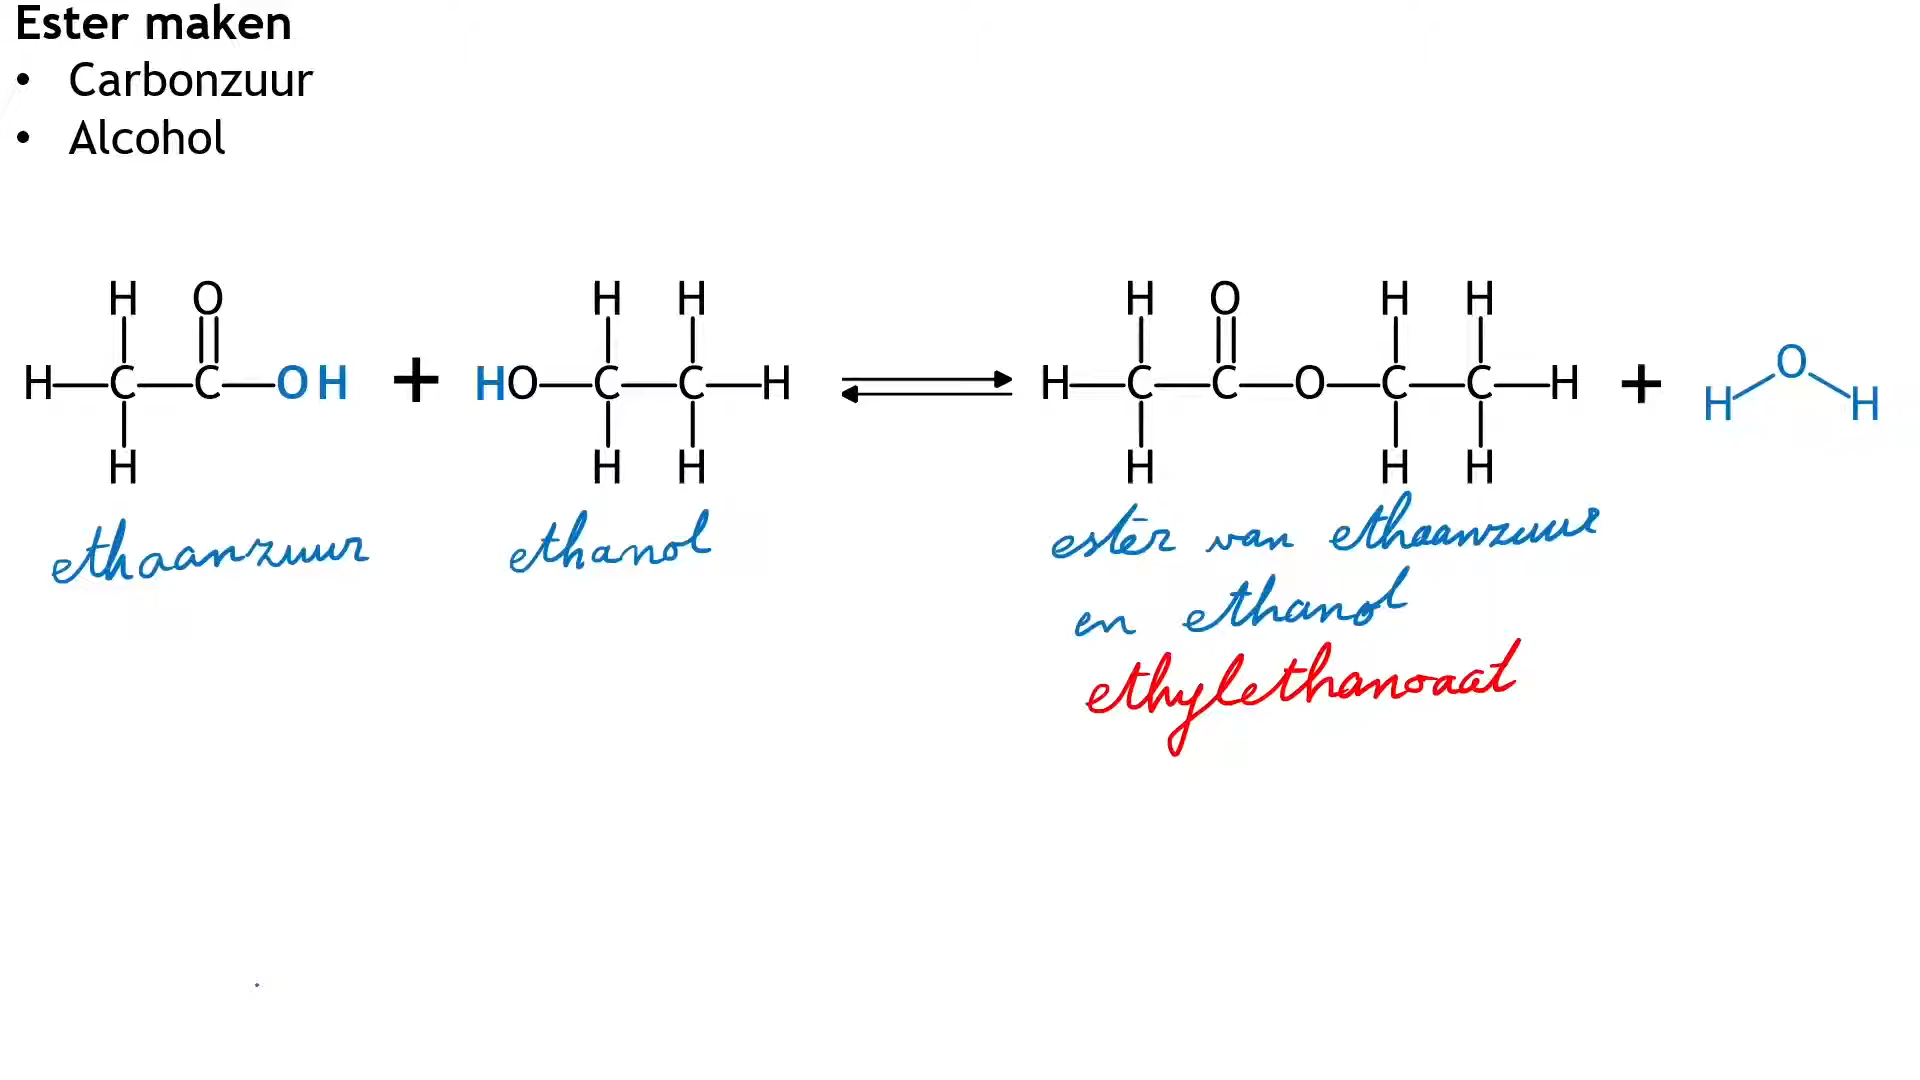 Ester maken
• Carbonzuur
• Alcohol
H H H H H
O O
H C C OH + HO C C H H C C O C C H + H O H
H H H H H H
ethaanzuur ethanol ester van ethaanzuur
en ethanol
ethylethanoaat